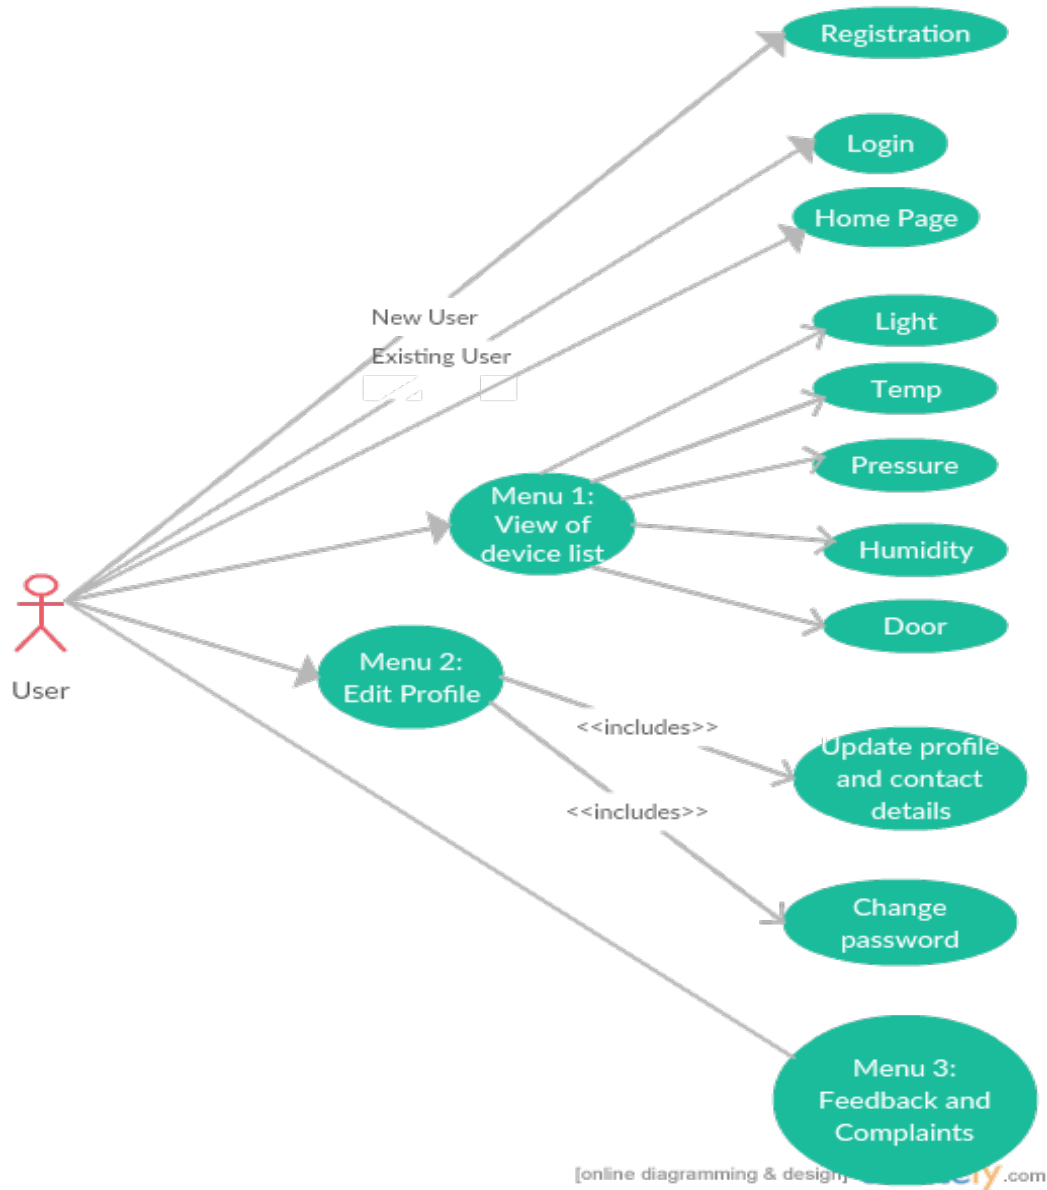 Registration
Login
Home Page
New User
Light
Existing User
Temp
Pressure
Menu 1:
View of
device list
Humidity
Door
User
Menu 2:
Edit Profile
<<includes>>
Update profile
and contact
details
<<includes>>
Change
password
Menu 3:
Feedback and
Complaints
[online diagramming & design]
.com